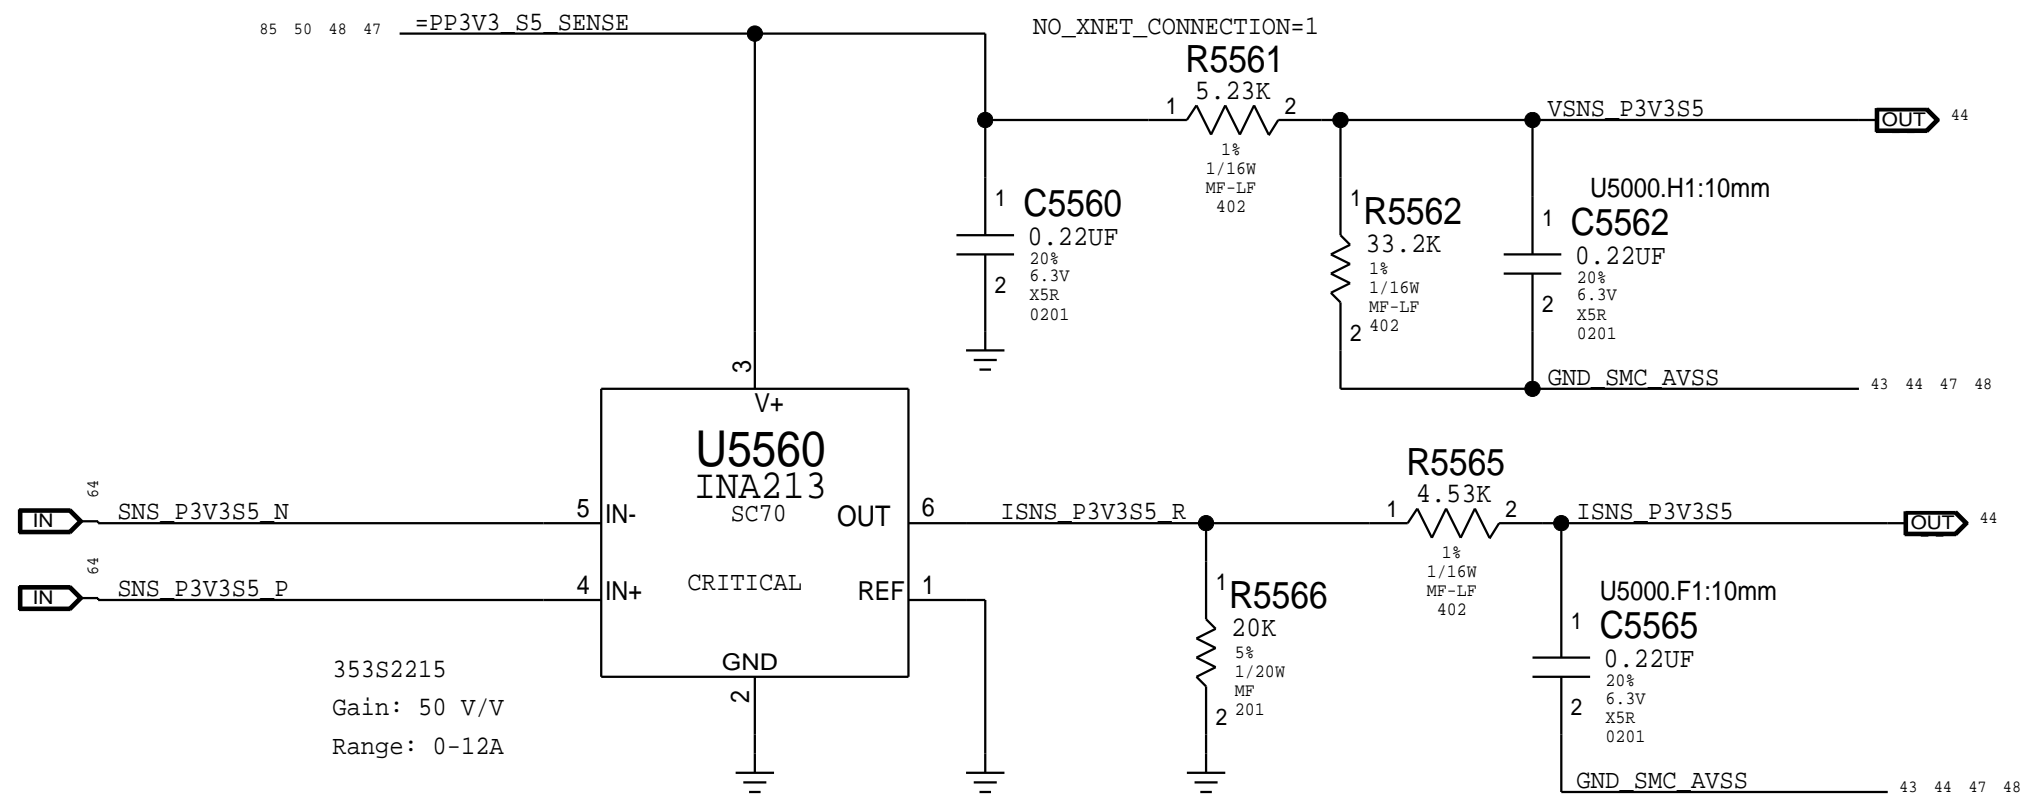 85 50 48 47 =PP3V3_S5_SENSE
NO_XNET_CONNECTION=1
R5561
5.23K
1 2
1%
1/16W
MF-LF
402
VSNS_P3V3S5
OUT 44
1
C5560
0.22UF
20%
6.3V
X5R
0201
2
1
R5562
33.2K
1%
1/16W
MF-LF
402
2
U5000.H1:10mm
1
C5562
0.22UF
20%
6.3V
X5R
0201
2
GND_SMC_AVSS 43 44 47 48
3
V+
U5560
INA213
SC70
CRITICAL
IN 64 SNS_P3V3S5_N 5 IN-
IN 64 SNS_P3V3S5_P 4 IN+
OUT 6 ISNS_P3V3S5_R
REF 1
GND
2
353S2215
Gain: 50 V/V
Range: 0-12A
R5565
4.53K
1 2
1%
1/16W
MF-LF
402
ISNS_P3V3S5
OUT 44
1
R5566
20K
5%
1/20W
MF
201
2
U5000.F1:10mm
1
C5565
0.22UF
20%
6.3V
X5R
0201
2
GND_SMC_AVSS 43 44 47 48